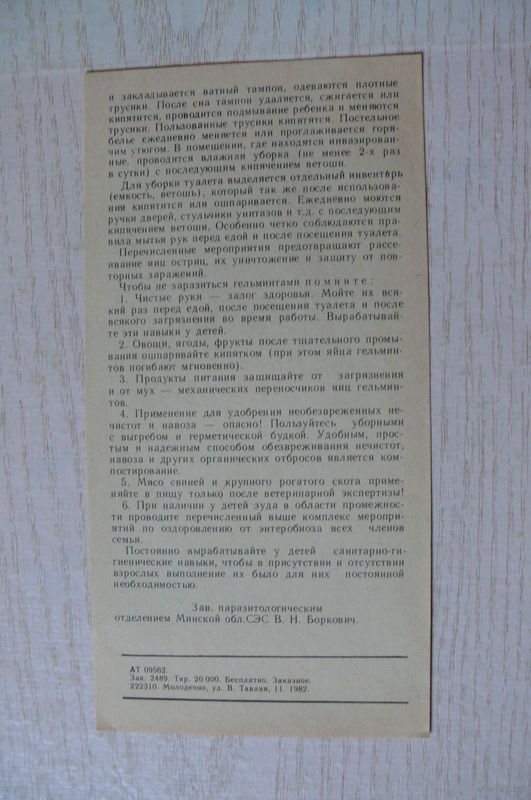 и закладывается ватный тампон, одеваются плотные
трусики. После сна тампон удаляется, сжигается или
кипятится, проводится подмывание ребенка и меняются
трусики. Пользованные трусики кипятятся. Постельное
белье ежедневно меняется или проглаживается горя-
чим утюгом. В помещении, где находятся инвазирован-
ные, проводится влажная уборка (не менее 2-х раз
в сутки) с последующим кипячением ветоши.
Для уборки туалета выделяется отдельный инвентарь
(емкость, ветошь), который так же после использова-
ния кипятится или ошпаривается. Ежедневно моются
ручки дверей, стульчики унитазов и т.д. с последующим
кипячением ветоши. Особенно четко соблюдаются пра-
вила мытья рук перед едой и после посещения туалета.
Перечисленные мероприятия предотвращают рассе-
ивание яиц остриц, их уничтожение и защиту от пов-
торных заражений.
Чтобы не заразиться гельминтами помните:
1. Чистые руки — залог здоровья. Мойте их вся-
кий раз перед едой, после посещения туалета и после
всякого загрязнения во время работы. Вырабатывай-
те эти навыки у детей.
2. Овощи, ягоды, фрукты после тщательного промы-
вания ошпаривайте кипятком (при этом яйца гельмин-
тов погибают мгновенно).
3. Продукты питания защищайте от загрязнения
и от мух — механических переносчиков яиц гельмин-
тов.
4. Применение для удобрения необезвреженных не-
чистот и навоза — опасно! Пользуйтесь уборными
с выгребом и герметической будкой. Удобным, прос-
тым и надежным способом обезвреживания нечистот,
навоза и других органических отбросов является ком-
постирование.
5. Мясо свиней и крупного рогатого скота приме-
няйте в пищу только после ветеринарной экспертизы!
6. При наличии у детей зуда в области промежнос-
ти проводите перечисленный выше комплекс меропри-
ятий по оздоровлению от энтеробиоза всех членов
семьи.
Постоянно вырабатывайте у детей санитарно-ги-
гиенические навыки, чтобы в присутствии и отсутствии
взрослых выполнение их было для них постоянной
необходимостью.
Зав. паразитологическим
отделением Минской обл.СЭС В. Н. Боркович.
АТ 09562.
Зак. 2489. Тир. 20 000. Бесплатно. Заказное.
222310. Молодечно, ул. В. Тавлая, 11. 1982.